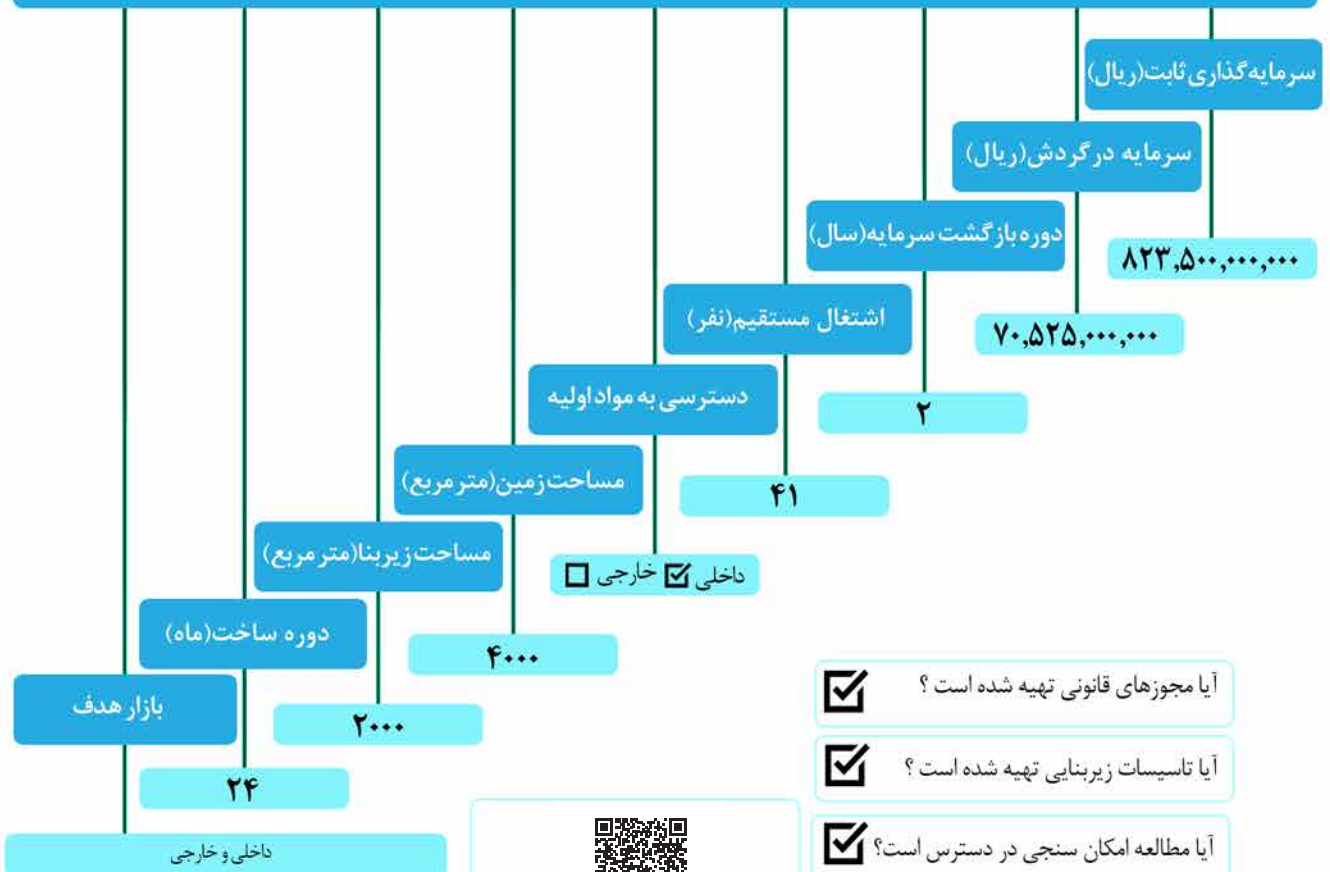 سرمایه‌گذاری ثابت(ریال)
۸۲۳,۵۰۰,۰۰۰,۰۰۰
سرمایه در گردش(ریال)
۷۰,۵۲۵,۰۰۰,۰۰۰
دوره بازگشت سرمایه(سال)
۲
اشتغال مستقیم(نفر)
۴۱
دسترسی به مواد اولیه
داخلی ☑ خارجی ☐
مساحت زمین(متر مربع)
۴۰۰۰
مساحت زیربنا(متر مربع)
۲۰۰۰
دوره ساخت(ماه)
۲۴
بازار هدف
داخلی و خارجی
آیا مجوزهای قانونی تهیه شده است ؟ ☑
آیا تاسیسات زیربنایی تهیه شده است ؟ ☑
آیا مطالعه امکان سنجی در دسترس است؟ ☑